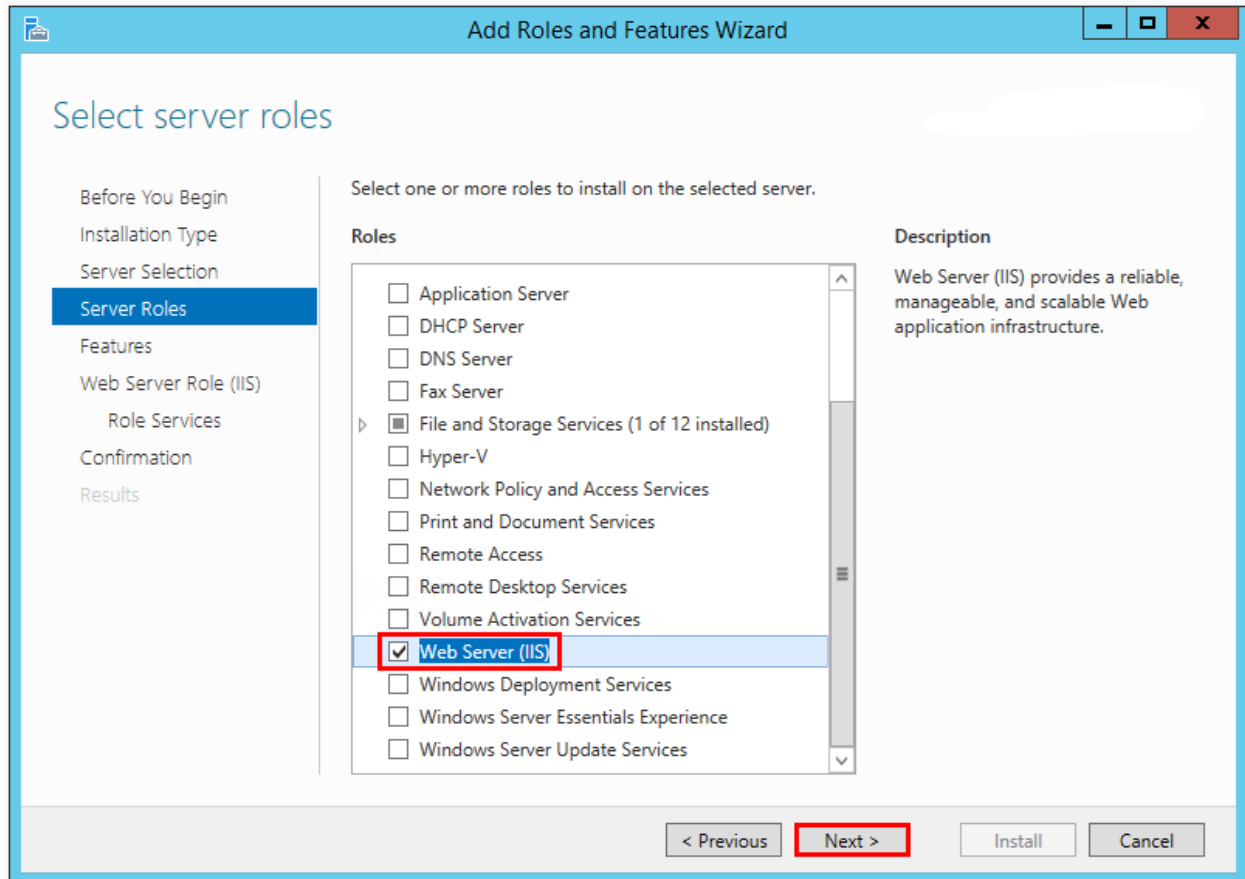 Add Roles and Features Wizard
Select server roles
Before You Begin
Installation Type
Server Selection
Server Roles
Features
Web Server Role (IIS)
Role Services
Confirmation
Results
Select one or more roles to install on the selected server.
Roles
Application Server
DHCP Server
DNS Server
Fax Server
File and Storage Services (1 of 12 installed)
Hyper-V
Network Policy and Access Services
Print and Document Services
Remote Access
Remote Desktop Services
Volume Activation Services
Web Server (IIS)
Windows Deployment Services
Windows Server Essentials Experience
Windows Server Update Services
Description
Web Server (IIS) provides a reliable,
manageable, and scalable Web
application infrastructure.
< Previous
Next >
Install
Cancel